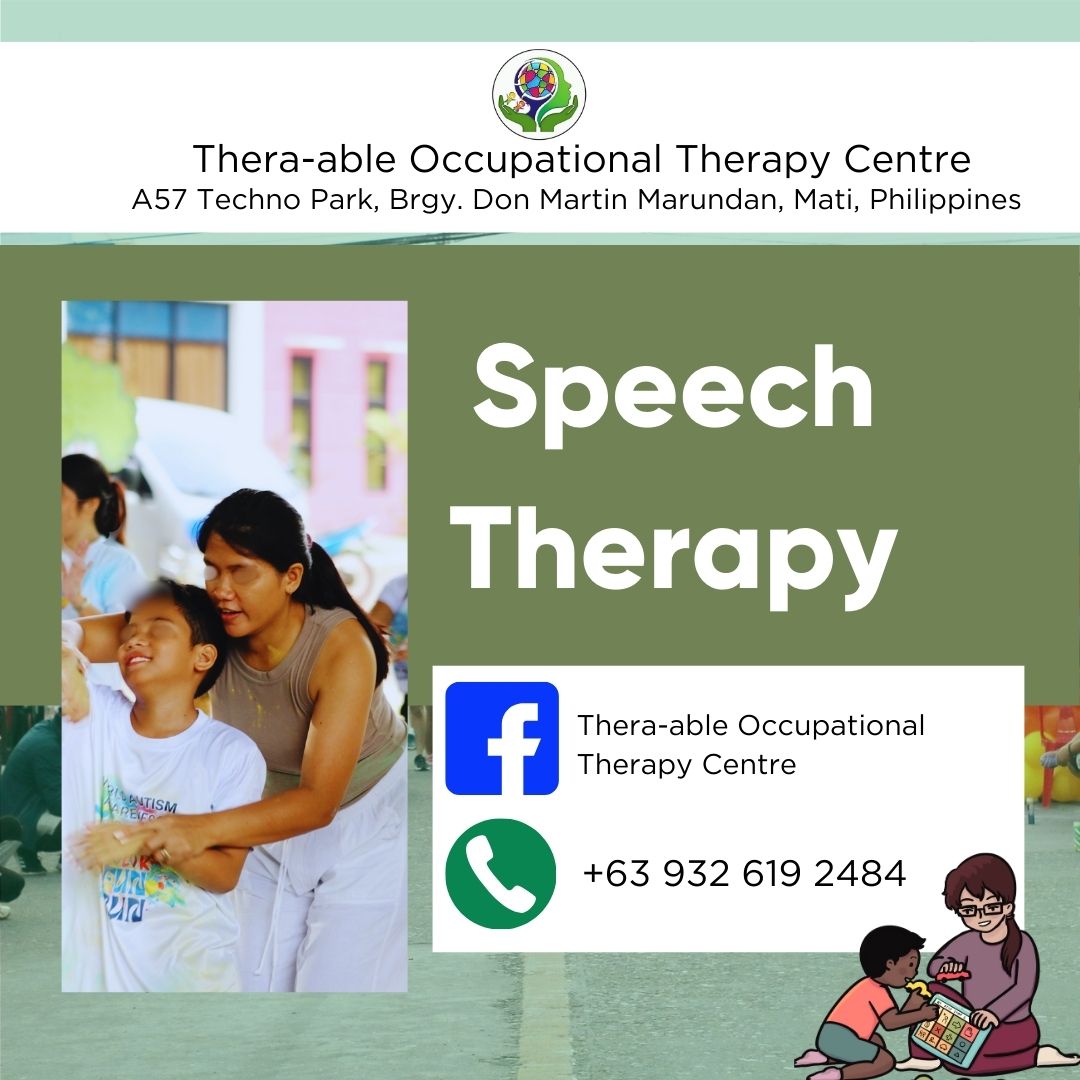 Thera-able Occupational Therapy Centre
A57 Techno Park, Brgy. Don Martin Marundan, Mati, Philippines
Speech
Therapy
Thera-able Occupational
Therapy Centre
+63 932 619 2484
AUTISM